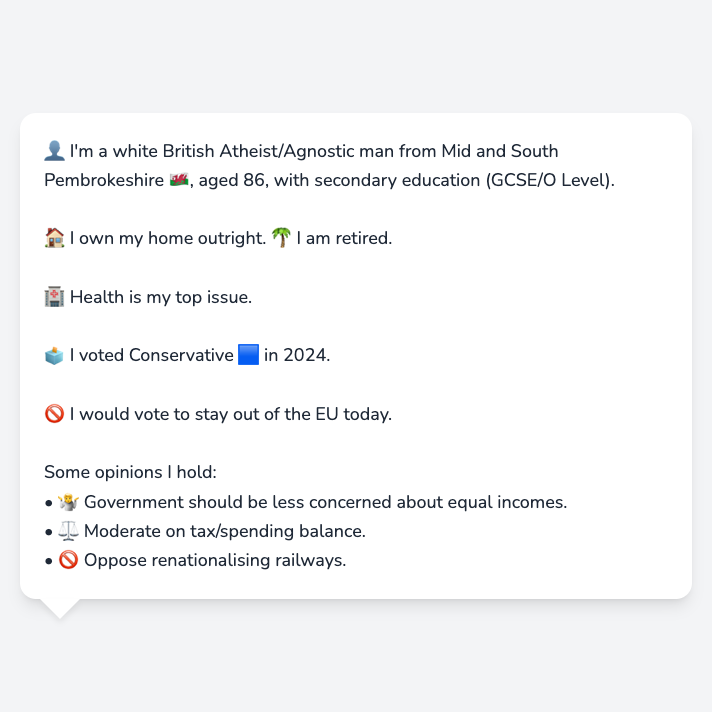 👤 I'm a white British Atheist/Agnostic man from Mid and South
Pembrokeshire 🏴󠁧󠁢󠁷󠁬󠁳󠁿, aged 86, with secondary education (GCSE/O Level).
🏠 I own my home outright. 🌴 I am retired.
🏥 Health is my top issue.
🗳️ I voted Conservative 🟦 in 2024.
🚫 I would vote to stay out of the EU today.
Some opinions I hold:
• 🤷 Government should be less concerned about equal incomes.
• ⚖️ Moderate on tax/spending balance.
• 🚫 Oppose renationalising railways.